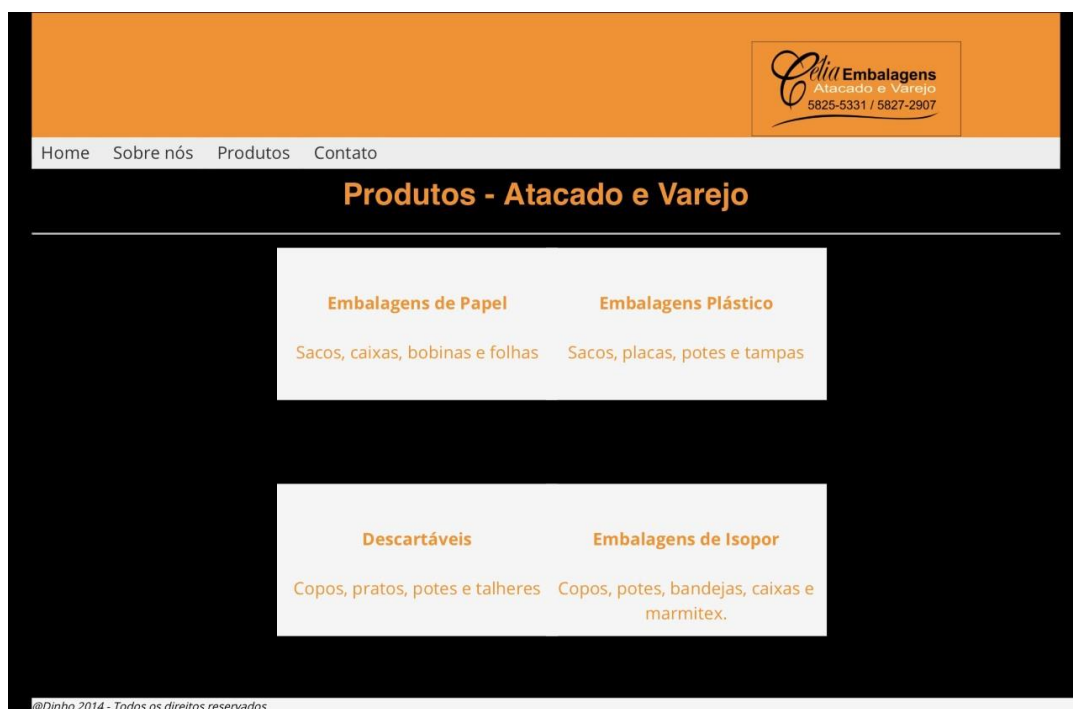 Célia Embalagens
Atacado e Varejo
5825-5331 / 5827-2907
Home Sobre nós Produtos Contato
Produtos - Atacado e Varejo
Embalagens de Papel
Sacos, caixas, bobinas e folhas
Embalagens Plástico
Sacos, placas, potes e tampas
Descartáveis
Copos, pratos, potes e talheres
Embalagens de Isopor
Copos, potes, bandejas, caixas e
marmitex.
@Dinho 2014 - Todos os direitos reservados